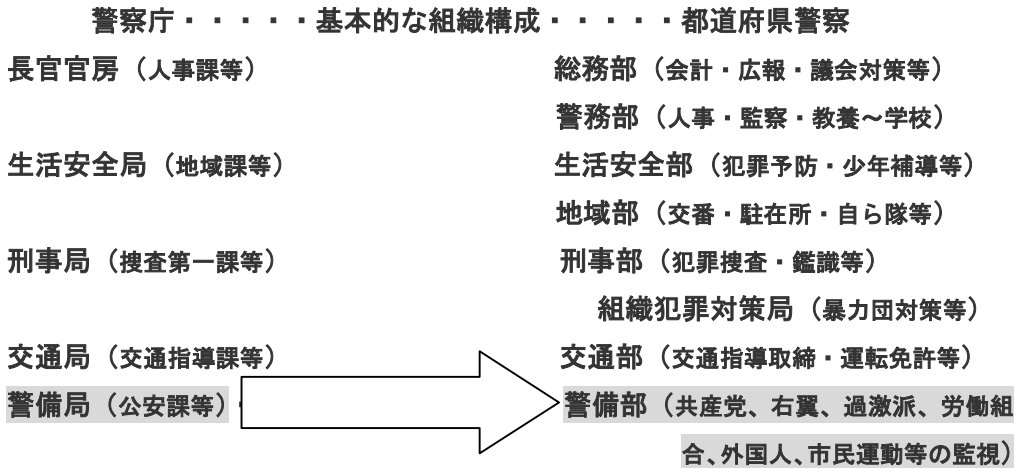 警察庁・・・・・基本的な組織構成・・・・・都道府県警察
長官官房（人事課等） 総務部（会計・広報・議会対策等）
警務部（人事・監察・教養～学校）
生活安全局（地域課等） 生活安全部（犯罪予防・少年補導等）
地域部（交番・駐在所・自ら隊等）
刑事局（捜査第一課等） 刑事部（犯罪捜査・鑑識等）
組織犯罪対策局（暴力団対策等）
交通局（交通指導課等） 交通部（交通指導取締・運転免許等）
警備局（公安課等） 警備部（共産党、右翼、過激派、労働組
合、外国人、市民運動等の監視）